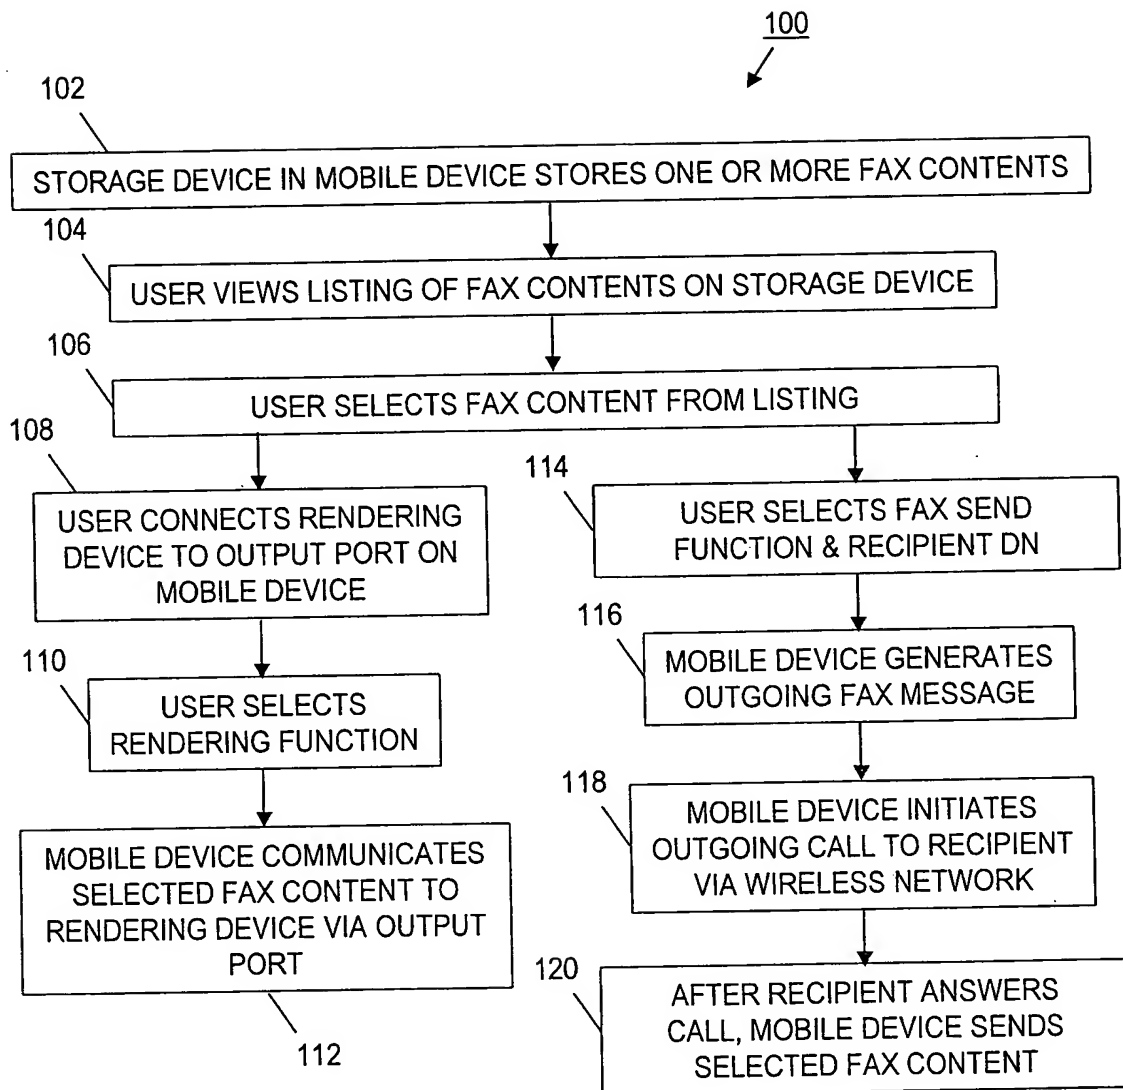 100
102
STORAGE DEVICE IN MOBILE DEVICE STORES ONE OR MORE FAX CONTENTS
104
USER VIEWS LISTING OF FAX CONTENTS ON STORAGE DEVICE
106
USER SELECTS FAX CONTENT FROM LISTING
108
USER CONNECTS RENDERING
DEVICE TO OUTPUT PORT ON
MOBILE DEVICE
110
USER SELECTS
RENDERING FUNCTION
MOBILE DEVICE COMMUNICATES
SELECTED FAX CONTENT TO
RENDERING DEVICE VIA OUTPUT
PORT
112
114
USER SELECTS FAX SEND
FUNCTION & RECIPIENT DN
116
MOBILE DEVICE GENERATES
OUTGOING FAX MESSAGE
118
MOBILE DEVICE INITIATES
OUTGOING CALL TO RECIPIENT
VIA WIRELESS NETWORK
120
AFTER RECIPIENT ANSWERS
CALL, MOBILE DEVICE SENDS
SELECTED FAX CONTENT